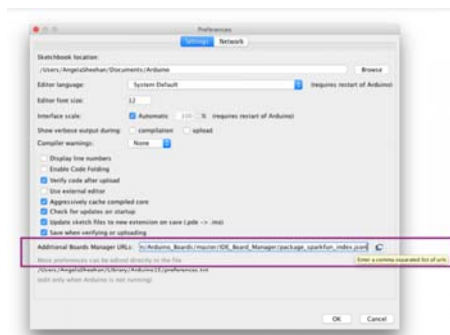 Preferences
Settings Network
Sketchbook location:
/Users/AngelaSheehan/Documents/Arduino Browse
Editor language: System Default (requires restart of Arduino)
Editor font size: 12
Interface scale: Automatic 100 % (requires restart of Arduino)
Show verbose output during: compilation upload
Compiler warnings: None
Display line numbers
Enable Code Folding
Verify code after upload
Use external editor
Aggressively cache compiled core
Check for updates on startup
Update sketch files to new extension on save (.pde -> .ino)
Save when verifying or uploading
Additional Boards Manager URLs: n/Arduino_Boards/master/IDE_Board_Manager/package_sparkfun_index.json
More preferences can be edited directly in the file
Enter a comma separated list of urls
/Users/AngelaSheehan/Library/Arduino15/preferences.txt
(edit only when Arduino is not running)
OK Cancel